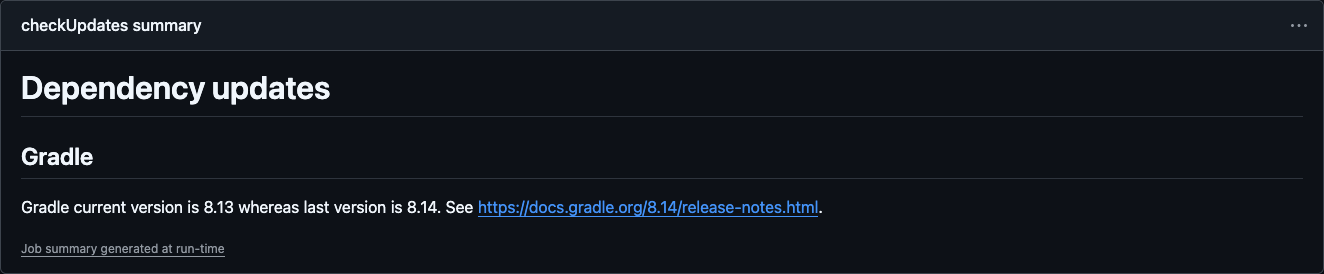 checkUpdates summary
Dependency updates
Gradle
Gradle current version is 8.13 whereas last version is 8.14. See https://docs.gradle.org/8.14/release-notes.html.
Job summary generated at run-time